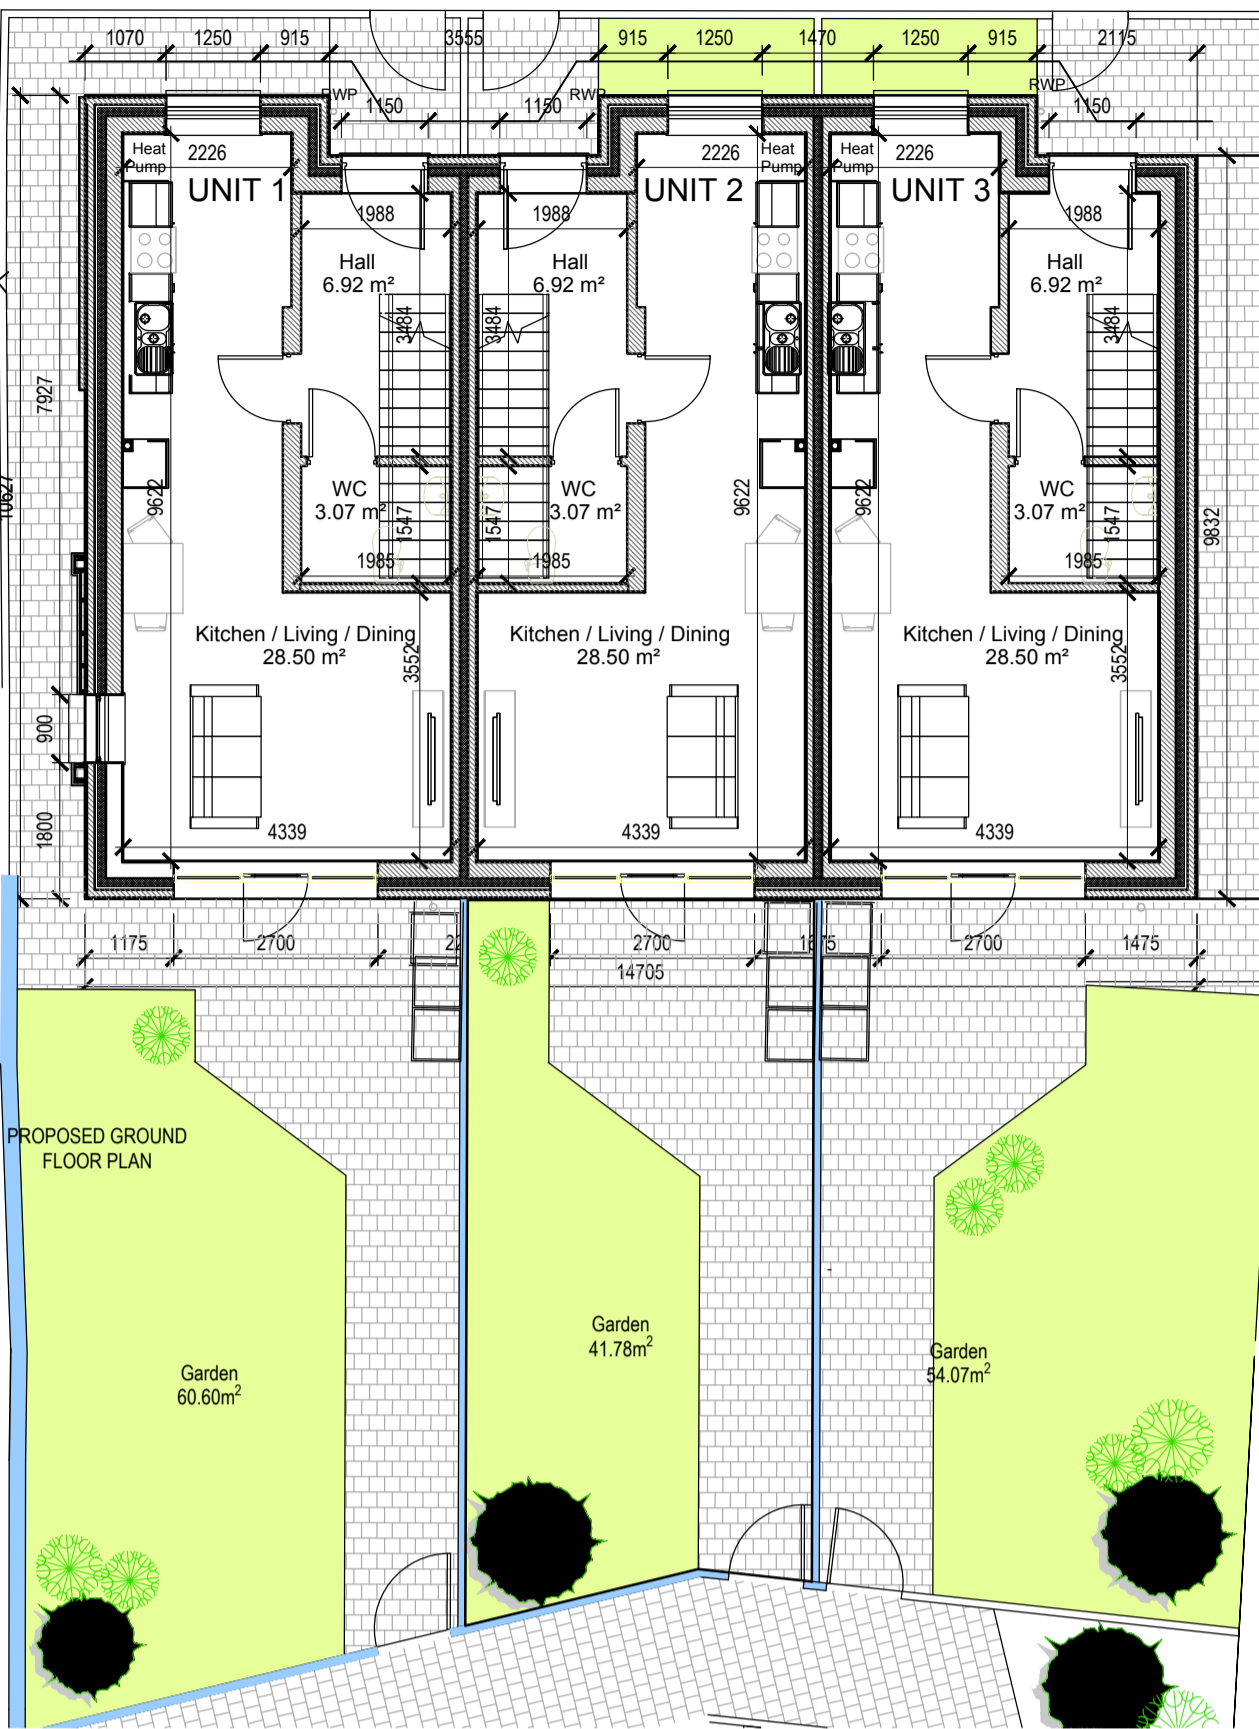 1070 1250 915 3555 915 1250 1470 1250 915 2115
RWP RWP RWP
1150 1150 1150
Heat
Pump
2226
Heat
Pump
2226
Heat
Pump
2226
UNIT 1 UNIT 2 UNIT 3
1988 1988 1988
Hall
6.92 m²
Hall
6.92 m²
Hall
6.92 m²
3484 3484 3484
7927
10627
9622 9622 9622
9832
WC
3.07 m²
WC
3.07 m²
WC
3.07 m²
1547 1547 1547
1985 1985 1985
Kitchen / Living / Dining
28.50 m²
Kitchen / Living / Dining
28.50 m²
Kitchen / Living / Dining
28.50 m²
3552 3552
900
1800
4339 4339 4339
1175 2700 2700 2700 1475
14705
PROPOSED GROUND
FLOOR PLAN
Garden
41.78m²
Garden
54.07m²
Garden
60.60m²